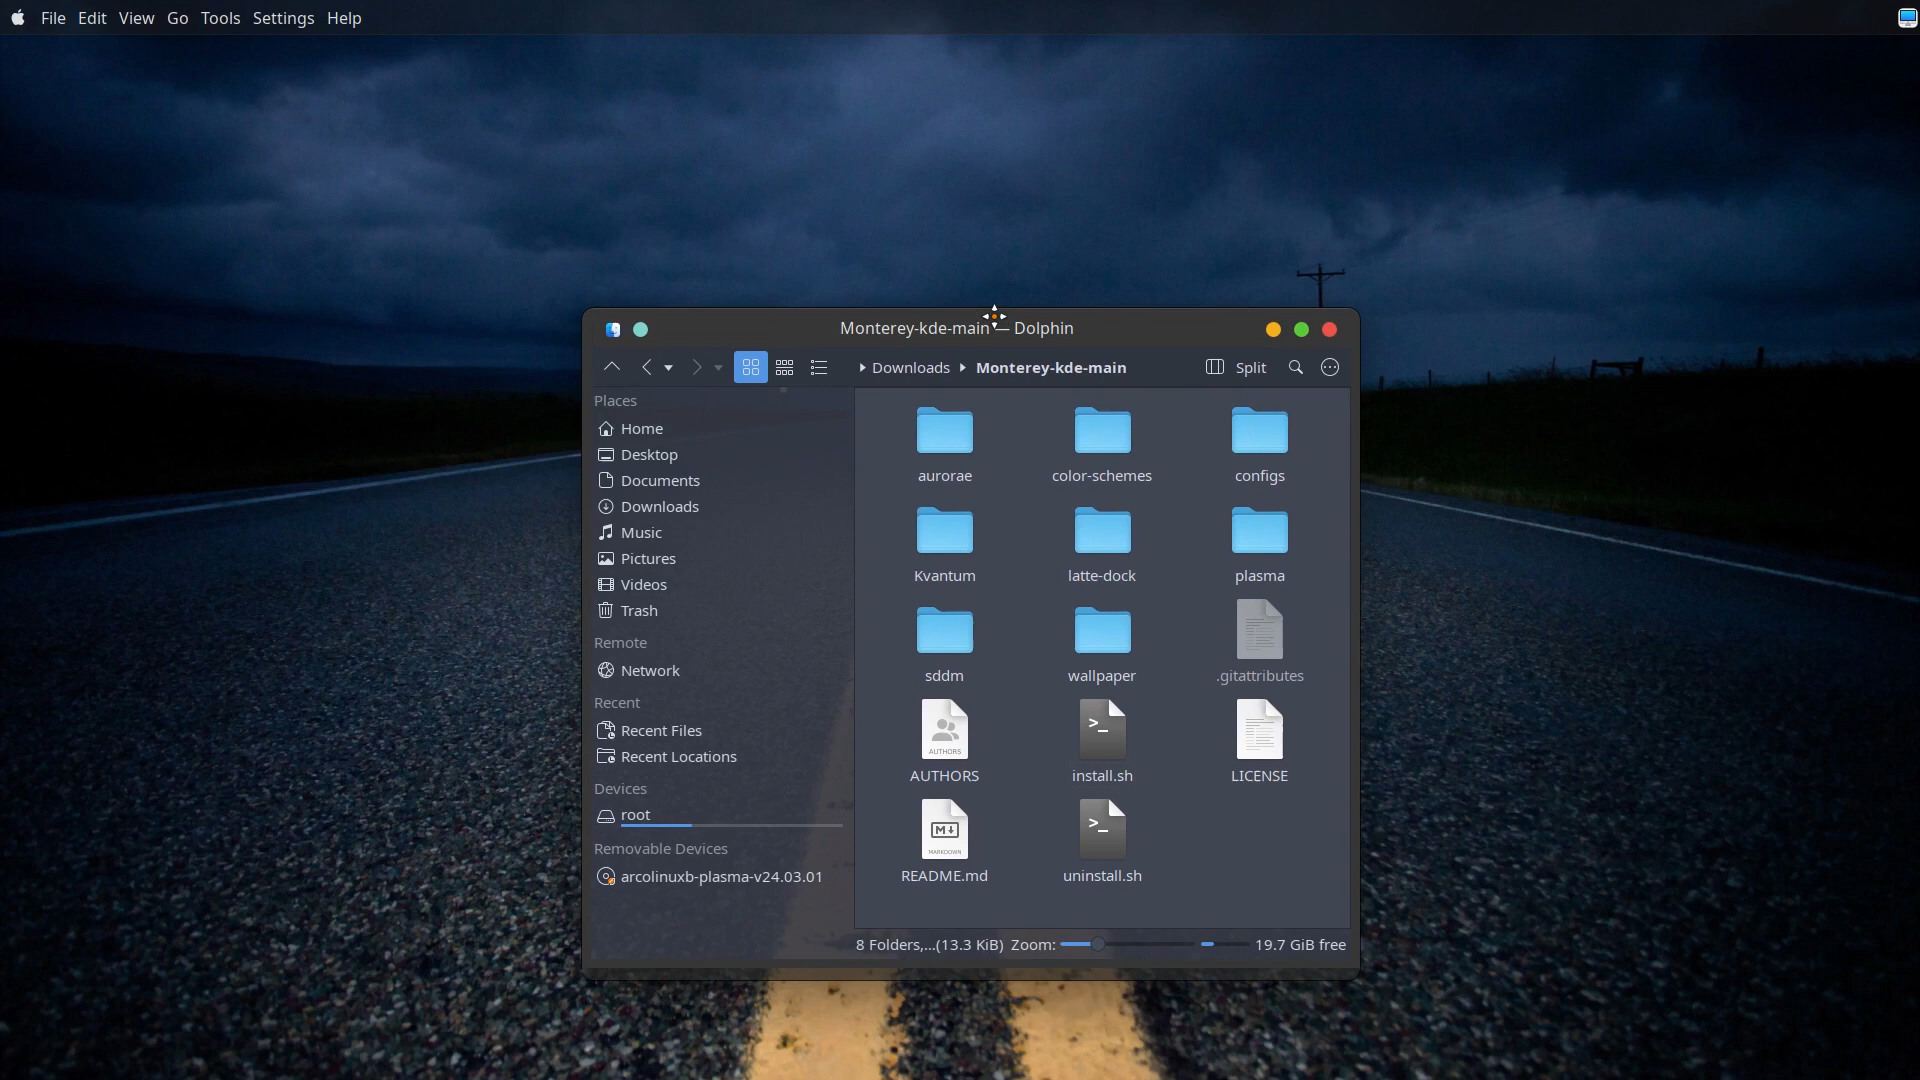 File Edit View Go Tools Settings Help
Monterey-kde-main — Dolphin
Downloads Monterey-kde-main Split
Places
Home
Desktop
Documents
Downloads
Music
Pictures
Videos
Trash
Remote
Network
Recent
Recent Files
Recent Locations
Devices
root
Removable Devices
arcolinuxb-plasma-v24.03.01
aurorae color-schemes configs
Kvantum latte-dock plasma
sddm wallpaper .gitattributes
AUTHORS >_
AUTHORS install.sh LICENSE
M >_
MARKDOWN
README.md uninstall.sh
8 Folders,...(13.3 KiB) Zoom: 19.7 GiB free